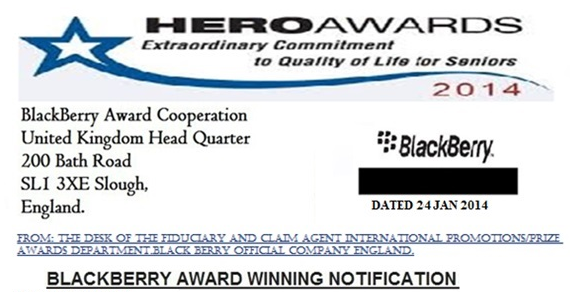 HEROAWARDS
Extraordinary Commitment
to Quality of Life for Seniors
2014
BlackBerry Award Cooperation
United Kingdom Head Quarter
200 Bath Road
SL1 3XE Slough,
England.
BlackBerry
DATED 24 JAN 2014
FROM: THE DESK OF THE FIDUCIARY AND CLAIM AGENT INTERNATIONAL PROMOTIONS/PRIZE
AWARDS DEPARTMENT.BLACK BERRY OFFICIAL COMPANY ENGLAND.
BLACKBERRY AWARD WINNING NOTIFICATION